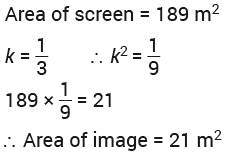 Area of screen = 189 m²
k = 1/3 ∴ k² = 1/9
189 × 1/9 = 21
∴ Area of image = 21 m²